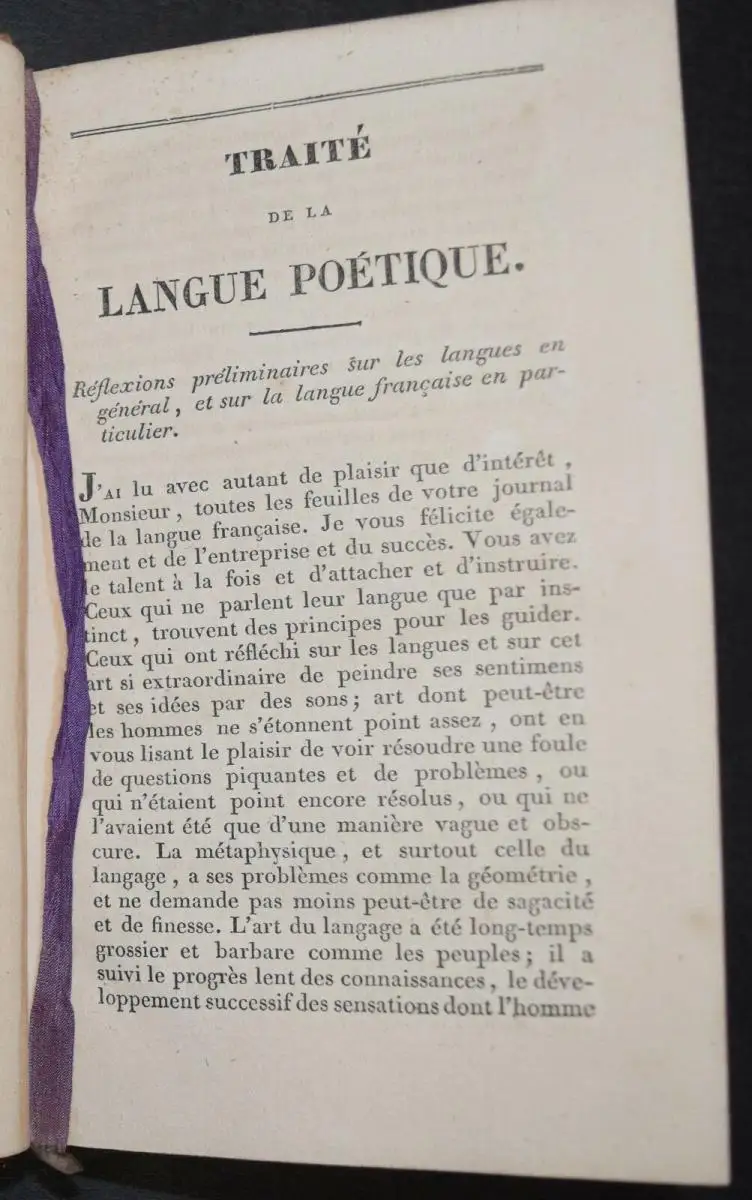 TRAITÉ
DE LA
LANGUE POÉTIQUE.
Réflexions préliminaires sur les langues en
général, et sur la langue française en par-
ticulier.
J'AI lu avec autant de plaisir que d'intérêt,
Monsieur, toutes les feuilles de votre journal
de la langue française. Je vous félicite égale-
ment et de l'entreprise et du succès. Vous avez
le talent à la fois et d'attacher et d'instruire.
Ceux qui ne parlent leur langue que par ins-
tinct, trouvent des principes pour les guider.
Ceux qui ont réfléchi sur les langues et sur cet
art si extraordinaire de peindre ses sentimens
et ses idées par des sons; art dont peut-être
les hommes ne s'étonnent point assez, ont en
vous lisant le plaisir de voir résoudre une foule
de questions piquantes et de problèmes, ou
qui n'étaient point encore résolus, ou qui ne
l'avaient été que d'une manière vague et obs-
cure. La métaphysique, et surtout celle du
langage, a ses problèmes comme la géométrie,
et ne demande pas moins peut-être de sagacité
et de finesse. L'art du langage a été long-temps
grossier et barbare comme les peuples; il a
suivi le progrès lent des connaissances, le déve-
loppement successif des sensations dont l'homme